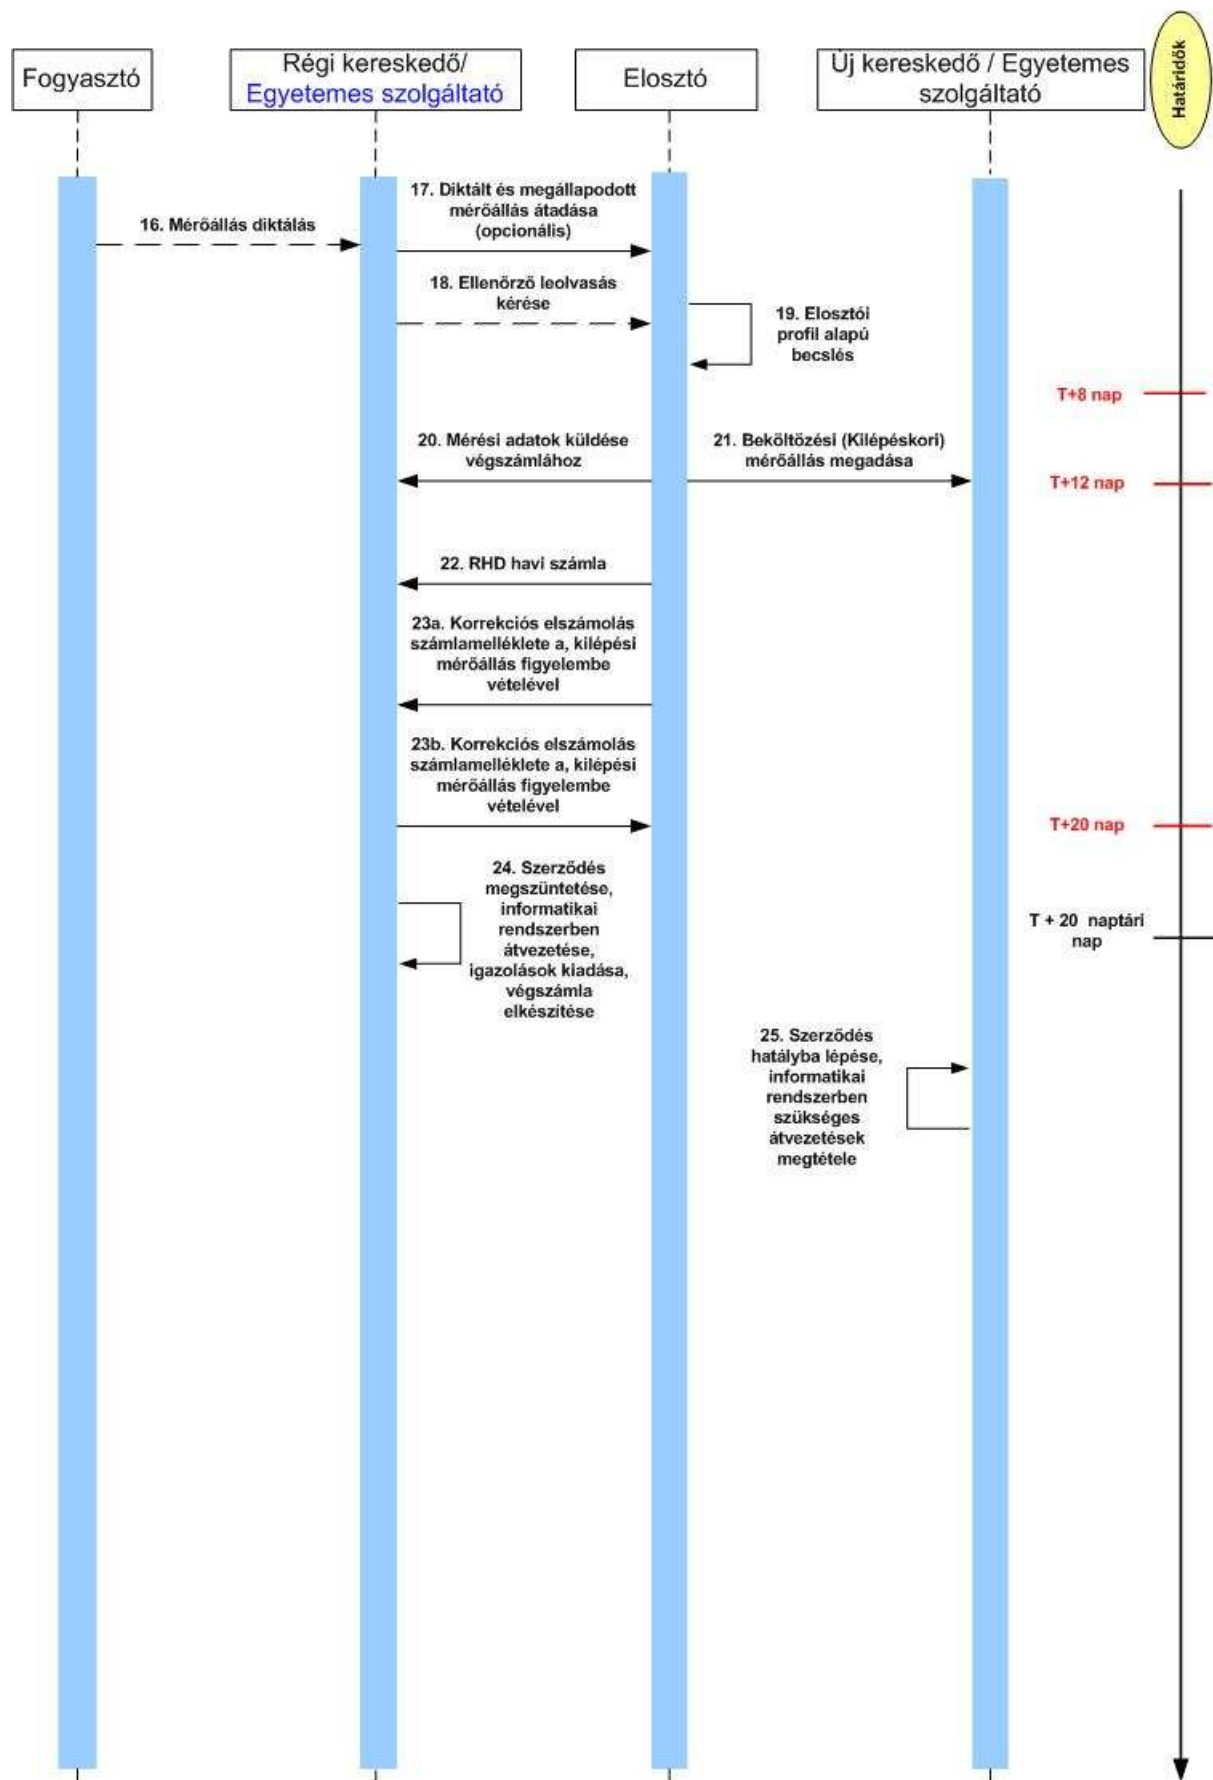 Fogyasztó
Régi kereskedő/
Egyetemes szolgáltató
Elosztó
Új kereskedő / Egyetemes
szolgáltató
Határidők
16. Mérőállás diktálás
17. Diktált és megállapodott
mérőállás átadása
(opcionális)
18. Ellenőrző leolvasás
kérése
19. Elosztói
profil alapú
becslés
T+8 nap
20. Mérési adatok küldése
végszámlához
21. Beköltözési (Kilépéskori)
mérőállás megadása
T+12 nap
22. RHD havi számla
23a. Korrekciós elszámolás
számlamelléklete a, kilépési
mérőállás figyelembe
vételével
23b. Korrekciós elszámolás
számlamelléklete a, kilépési
mérőállás figyelembe
vételével
T+20 nap
24. Szerződés
megszüntetése,
informatikai
rendszerben
átvezetése,
igazolások kiadása,
végszámla
elkészítése
T + 20 naptári
nap
25. Szerződés
hatályba lépése,
informatikai
rendszerben
szükséges
átvezetések
megtétele